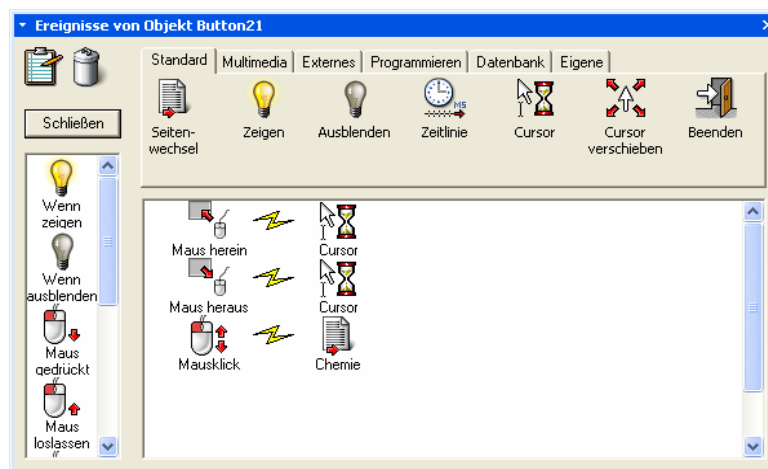 Ereignisse von Objekt Button21
Schließen
Standard
Multimedia
Externes
Programmieren
Datenbank
Eigene
Seiten-
wechsel
Zeigen
Ausblenden
MS
Zeitlinie
Cursor
Cursor
verschieben
Beenden
Wenn
zeigen
Wenn
ausblenden
Maus
gedrückt
Maus
loslassen
Maus herein
Cursor
Maus heraus
Cursor
Mausklick
Chemie